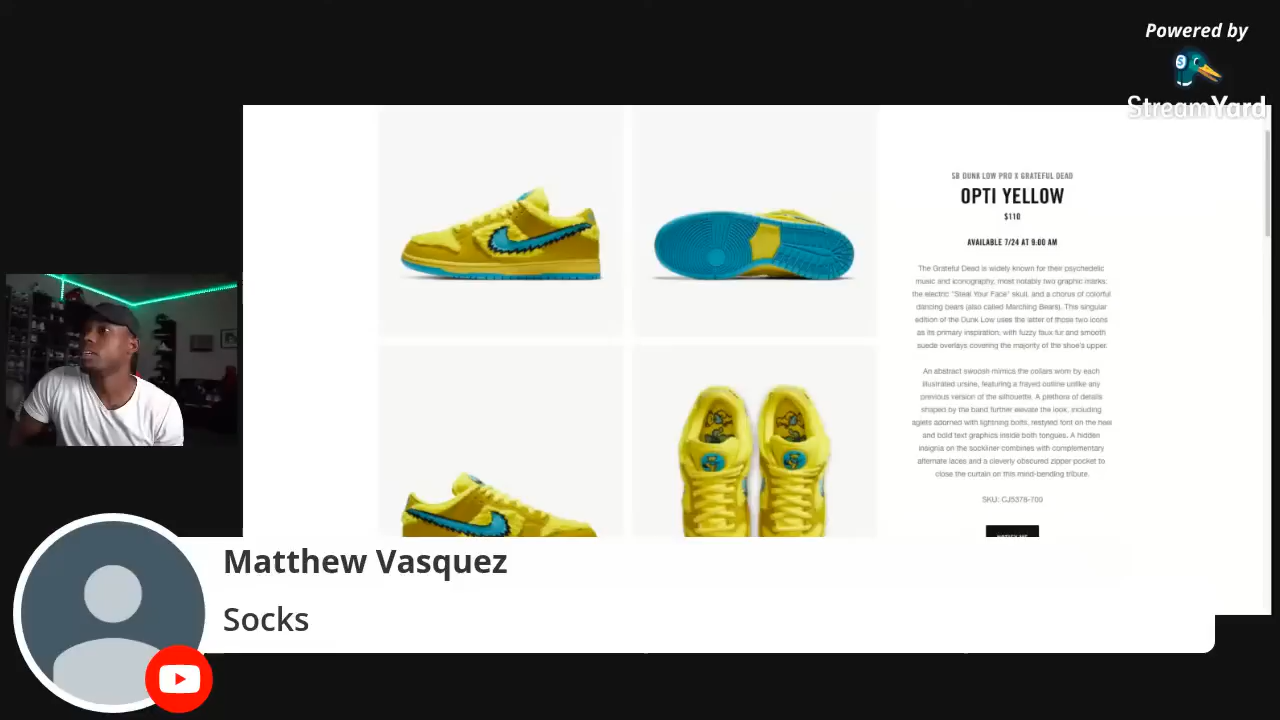 Powered by
StreamYard
SB DUNK LOW PRO X GRATEFUL DEAD
OPTI YELLOW
$110
AVAILABLE 7/24 AT 9:00 AM
The Grateful Dead is widely known for their psychedelic
music and iconography, most notably two graphic marks:
the electric "Steal Your Face" skull, and a chorus of colorful
dancing bears (also called Marching Bears). This singular
edition of the Dunk Low uses the latter of those two icons
as its primary inspiration, with fuzzy faux fur and smooth
suede overlays covering the majority of the shoe's upper.
An abstract swoosh mimics the collars worn by each
illustrated ursine, featuring a frayed outline unlike any
previous version of the silhouette. A plethora of details
shaped by the band further elevate the look, including
aglets adorned with lightning bolts, restyled font on the heel
and bold text graphics inside both tongues. A hidden
insignia on the sockliner combines with complementary
alternate laces and a cleverly obscured zipper pocket to
close the curtain on this mind-bending tribute.
SKU: CJ5378-700
Matthew Vasquez
Socks